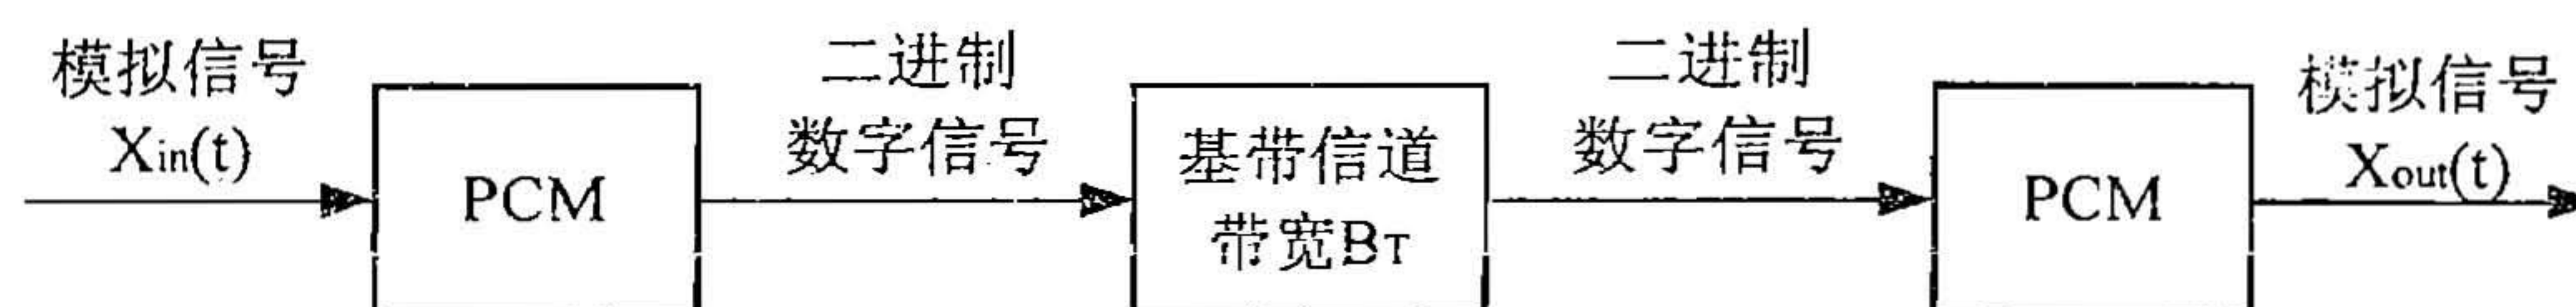 模拟信号
Xin(t)
PCM
二进制
数字信号
基带信道
带宽BT
二进制
数字信号
PCM
模拟信号
Xout(t)